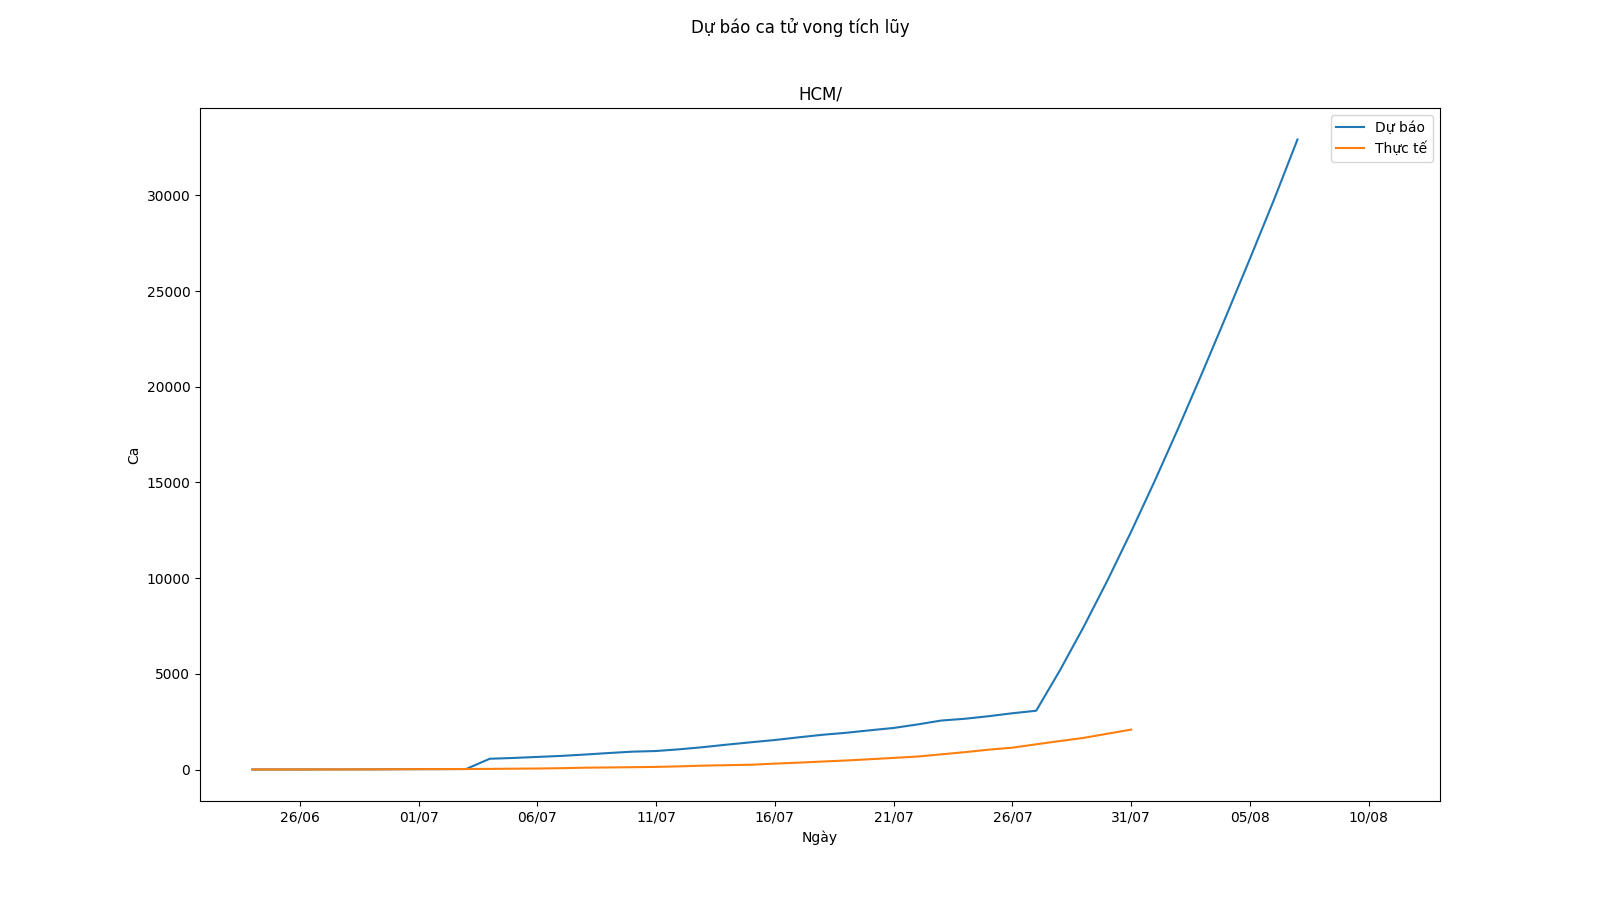 Dự báo ca tử vong tích lũy
HCM/
Dự báo
Thực tế
30000
25000
20000
15000
10000
5000
0
Ca
26/06 01/07 06/07 11/07 16/07 21/07 26/07 31/07 05/08 10/08
Ngày